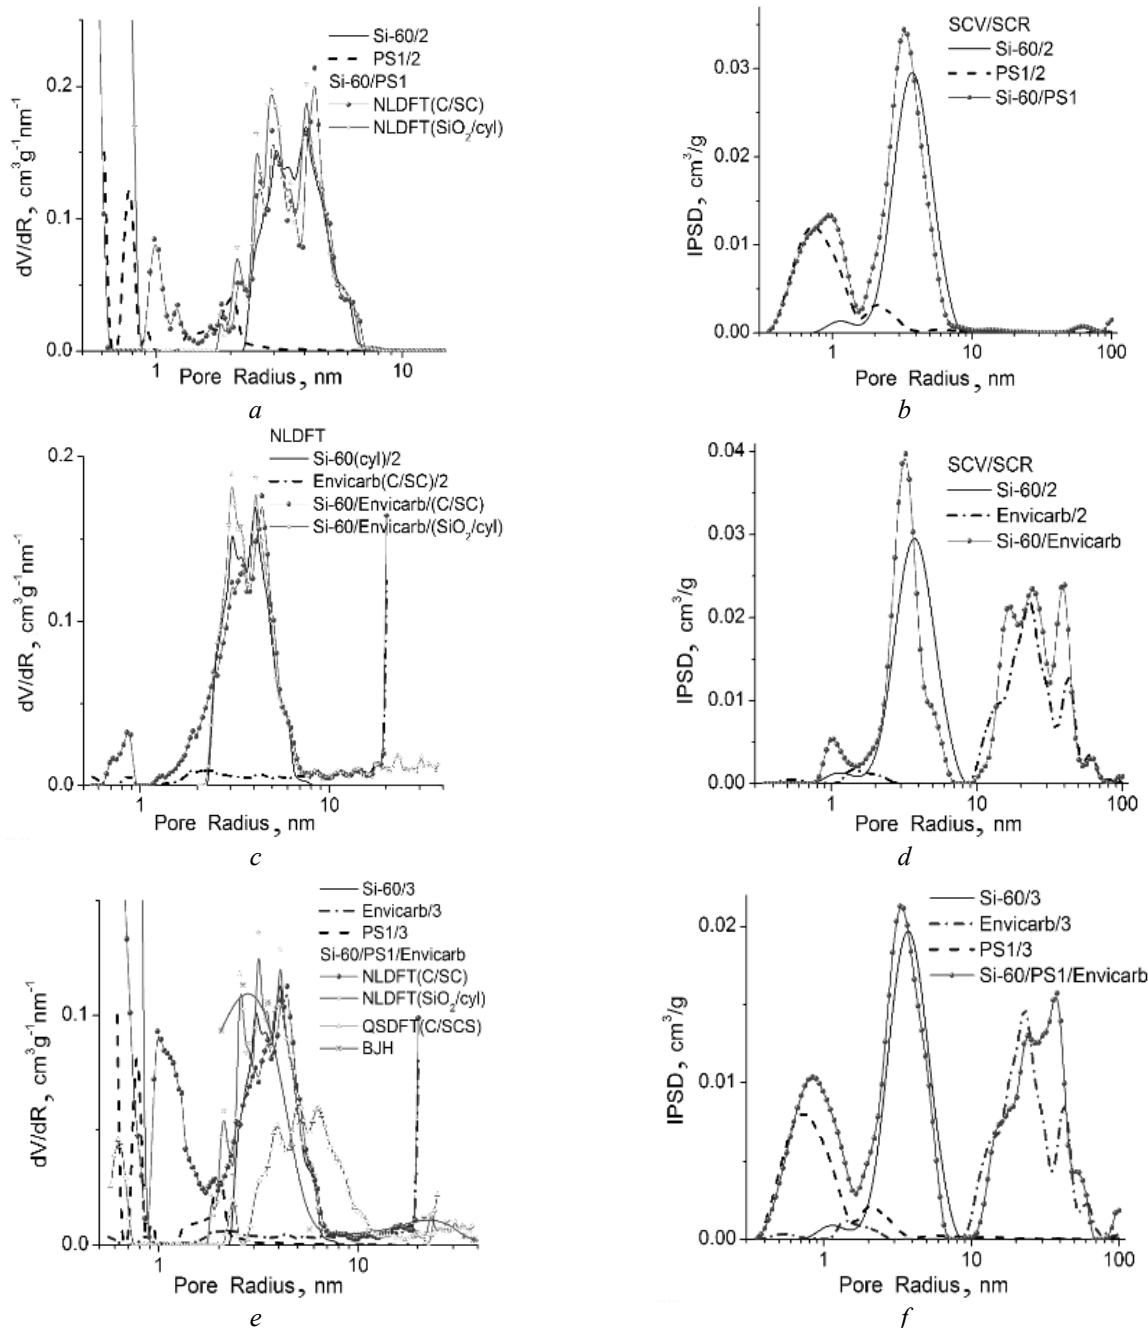 Si-60/2
PS1/2
Si-60/PS1
NLDFT(C/SC)
NLDFT(SiO₂/cyl)
dV/dR, cm³g⁻¹nm⁻¹
0.2
0.1
0.0
1
10
Pore Radius, nm
a
SCV/SCR
Si-60/2
PS1/2
Si-60/PS1
IPSD, cm³/g
0.03
0.02
0.01
0.00
1
10
100
Pore Radius, nm
b
NLDFT
Si-60(cyl)/2
Envicarb(C/SC)/2
Si-60/Envicarb/(C/SC)
Si-60/Envicarb/(SiO₂/cyl)
dV/dR, cm³g⁻¹nm⁻¹
0.2
0.1
0.0
1
10
Pore Radius, nm
c
SCV/SCR
Si-60/2
Envicarb/2
Si-60/Envicarb
IPSD, cm³/g
0.04
0.03
0.02
0.01
0.00
1
10
100
Pore Radius, nm
d
Si-60/3
Envicarb/3
PS1/3
Si-60/PS1/Envicarb
NLDFT(C/SC)
NLDFT(SiO₂/cyl)
QSDFT(C/SCS)
BJH
dV/dR, cm³g⁻¹nm⁻¹
0.1
0.0
1
10
Pore Radius, nm
e
Si-60/3
Envicarb/3
PS1/3
Si-60/PS1/Envicarb
IPSD, cm³/g
0.02
0.01
0.00
1
10
100
Pore Radius, nm
f